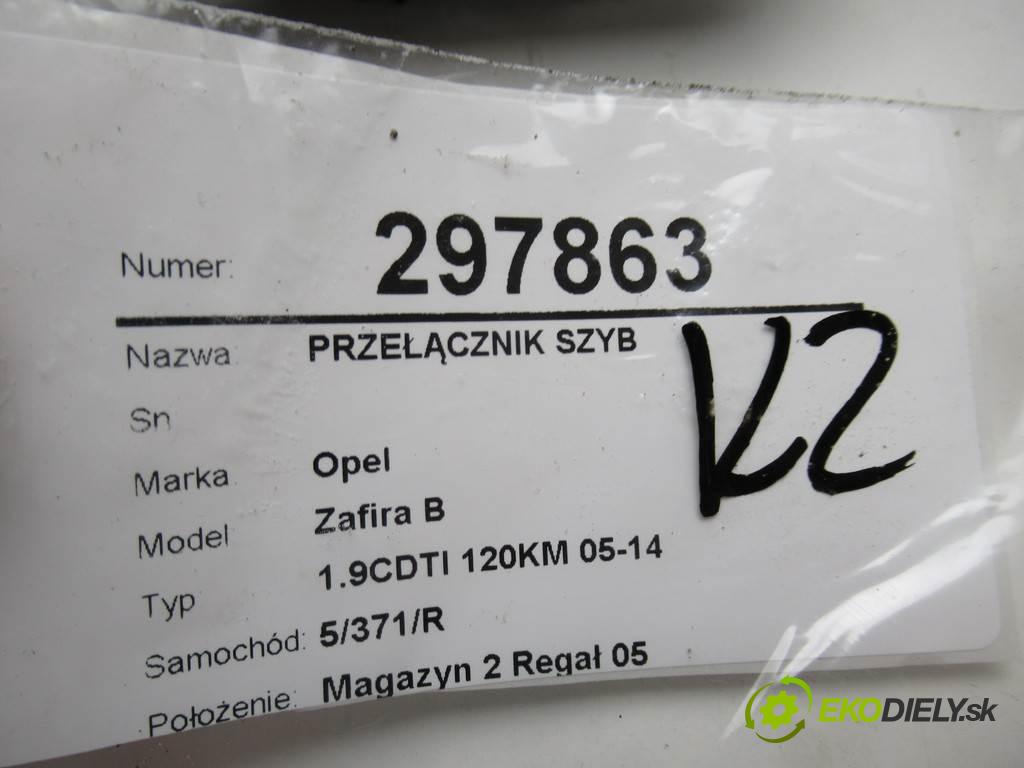 Numer: 297863
Nazwa: PRZEŁĄCZNIK SZYB
K2
Sn
Marka Opel
Model Zafira B
Typ 1.9CDTI 120KM 05-14
Samochód: 5/371/R
Położenie: Magazyn 2 Regał 05
EKODIELY.sk